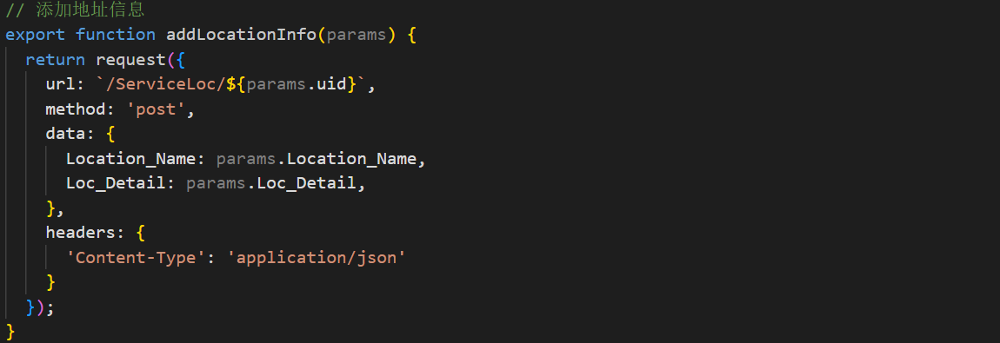 // 添加地址信息
export function addLocationInfo(params) {
  return request({
    url: `/ServiceLoc/${params.uid}`,
    method: 'post',
    data: {
      Location_Name: params.Location_Name,
      Loc_Detail: params.Loc_Detail,
    },
    headers: {
      'Content-Type': 'application/json'
    }
  });
}